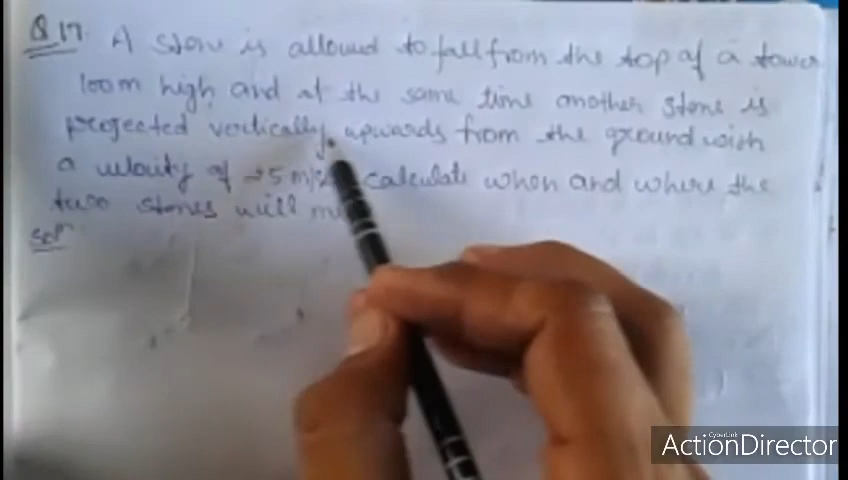 Q 17. A stone is allowed to fall from the top of a tower
100m high and at the same time another stone is
projected vertically upwards from the ground with
a velocity of 25 m/s calculate when and where the
two stones will
Solⁿ
CyberLink
ActionDirector